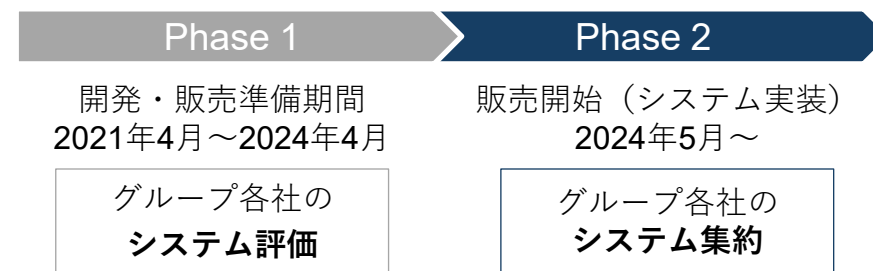 Phase 1
Phase 2
開発・販売準備期間
2021年4月～2024年4月
販売開始（システム実装）
2024年5月～
グループ各社の
システム評価
グループ各社の
システム集約